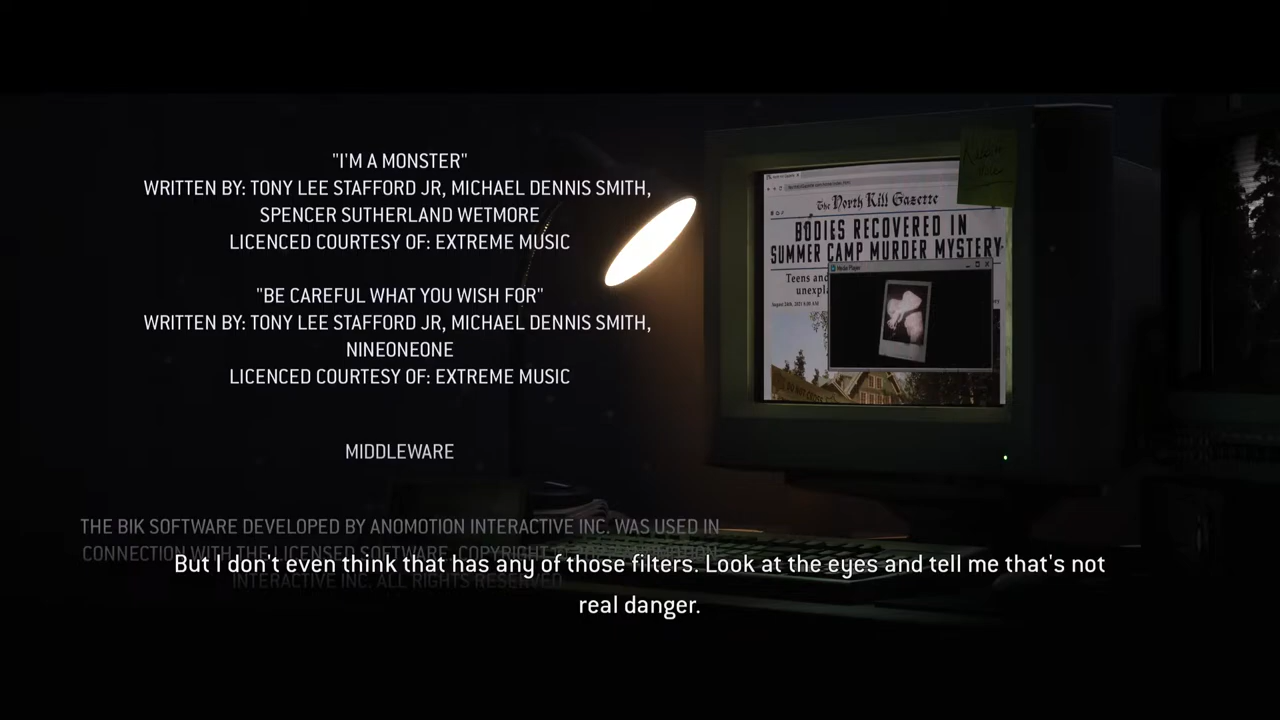 "I'M A MONSTER"
WRITTEN BY: TONY LEE STAFFORD JR, MICHAEL DENNIS SMITH,
SPENCER SUTHERLAND WETMORE
LICENCED COURTESY OF: EXTREME MUSIC
"BE CAREFUL WHAT YOU WISH FOR"
WRITTEN BY: TONY LEE STAFFORD JR, MICHAEL DENNIS SMITH,
NINEONEONE
LICENCED COURTESY OF: EXTREME MUSIC
MIDDLEWARE
THE BIK SOFTWARE DEVELOPED BY ANOMOTION INTERACTIVE INC. WAS USED IN
CONNECTION WITH THE LICENSED SOFTWARE. COPYRIGHT
INTERACTIVE INC. ALL RIGHTS RESERVED.
The North Kill Gazette
BODIES RECOVERED IN
SUMMER CAMP MURDER MYSTERY
Media Player
Teens and
unexpla
But I don't even think that has any of those filters. Look at the eyes and tell me that's not
real danger.